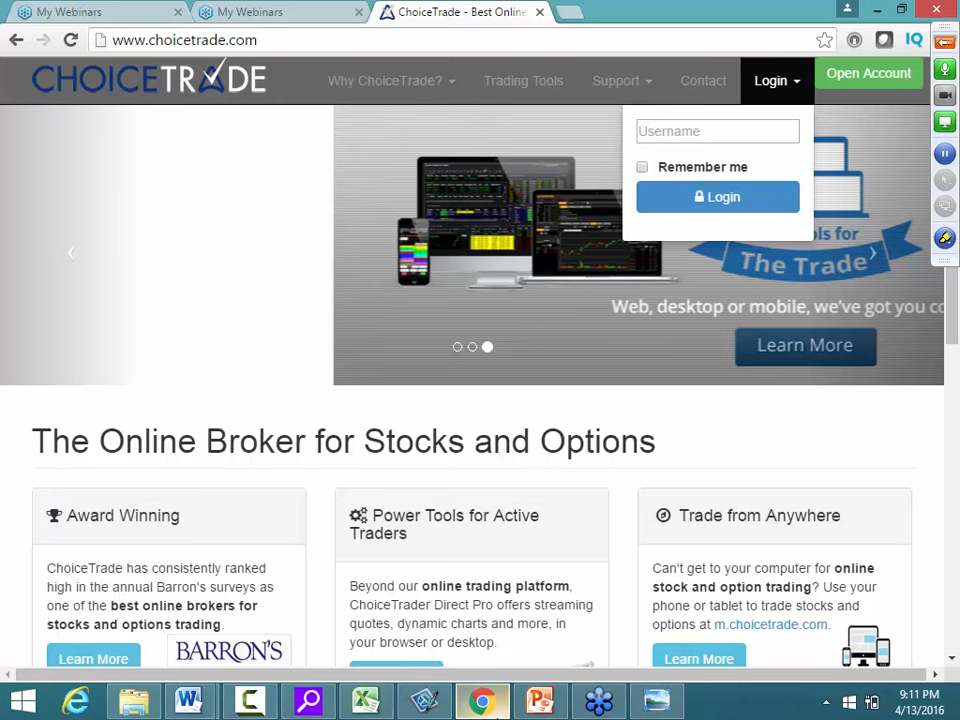 My Webinars
My Webinars
ChoiceTrade - Best Online
www.choicetrade.com
IQ
CHOICETRADE
Why ChoiceTrade?
Trading Tools
Support
Contact
Login
Open Account
Username
Remember me
Login
ols for
The Trade
Web, desktop or mobile, we've got you co
Learn More
The Online Broker for Stocks and Options
Award Winning
ChoiceTrade has consistently ranked
high in the annual Barron's surveys as
one of the best online brokers for
stocks and options trading.
Learn More
BARRON'S
Power Tools for Active
Traders
Beyond our online trading platform,
ChoiceTrader Direct Pro offers streaming
quotes, dynamic charts and more, in
your browser or desktop.
Trade from Anywhere
Can't get to your computer for online
stock and option trading? Use your
phone or tablet to trade stocks and
options at m.choicetrade.com.
Learn More
9:11 PM
4/13/2016